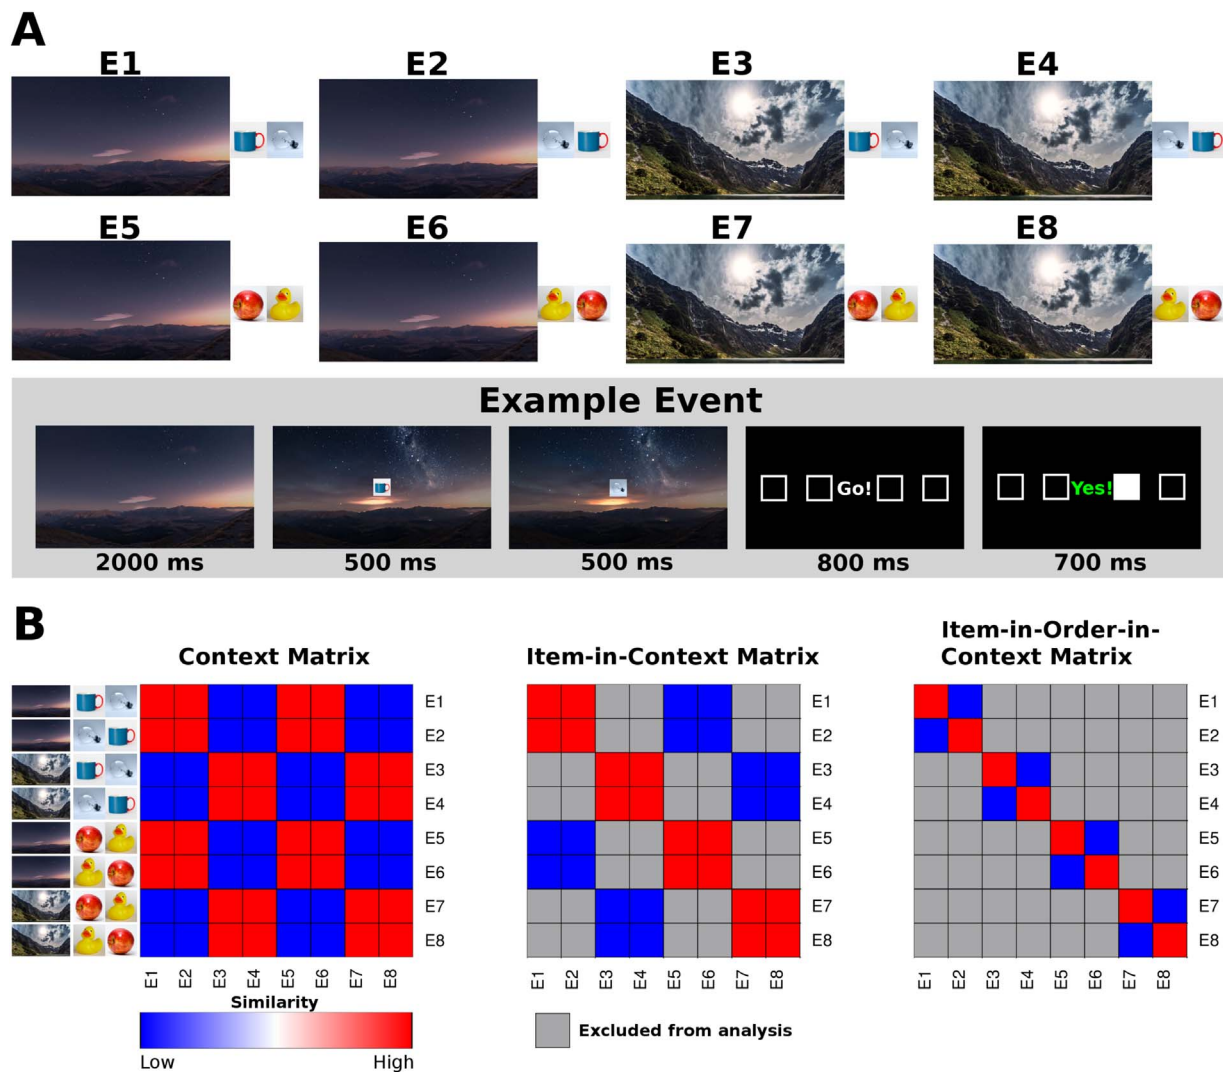 A
E1 E2 E3 E4
E5 E6 E7 E8
Example Event
Go!
Yes!
2000 ms 500 ms 500 ms 800 ms 700 ms
B
Context Matrix
Item-in-Context Matrix
Item-in-Order-in-
Context Matrix
E1 E1 E1
E2 E2 E2
E3 E3 E3
E4 E4 E4
E5 E5 E5
E6 E6 E6
E7 E7 E7
E8 E8 E8
E1 E2 E3 E4 E5 E6 E7 E8
E1 E2 E3 E4 E5 E6 E7 E8
E1 E2 E3 E4 E5 E6 E7 E8
Similarity
Low High
Excluded from analysis